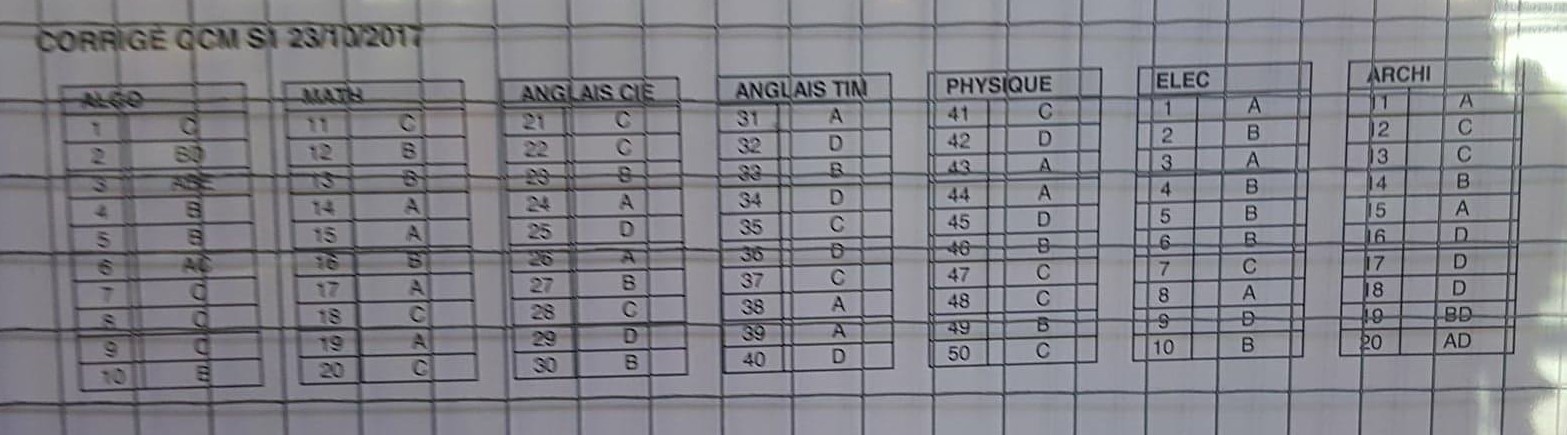 CORRIGE QCM S1 23/10/2017
ALGO
1 C
2 BD
3
4 B
5 B
6 AC
7 C
8 C
9 C
10 E
MATH
11 C
12 B
13 B
14 A
15 A
16 B
17 A
18 C
19 A
20 C
ANGLAIS CIE
21 C
22 C
23 B
24 A
25 D
26 A
27 B
28 C
29 D
30 B
ANGLAIS TIM
31 A
32 D
33 B
34 D
35 C
36 D
37 C
38 A
39 A
40 D
PHYSIQUE
41 C
42 D
43 A
44 A
45 D
46 B
47 C
48 C
49 B
50 C
ELEC
1 A
2 B
3 A
4 B
5 B
6 B
7 C
8 A
9 D
10 B
ARCHI
11 A
12 C
13 C
14 B
15 A
16 D
17 D
18 D
19 BD
20 AD